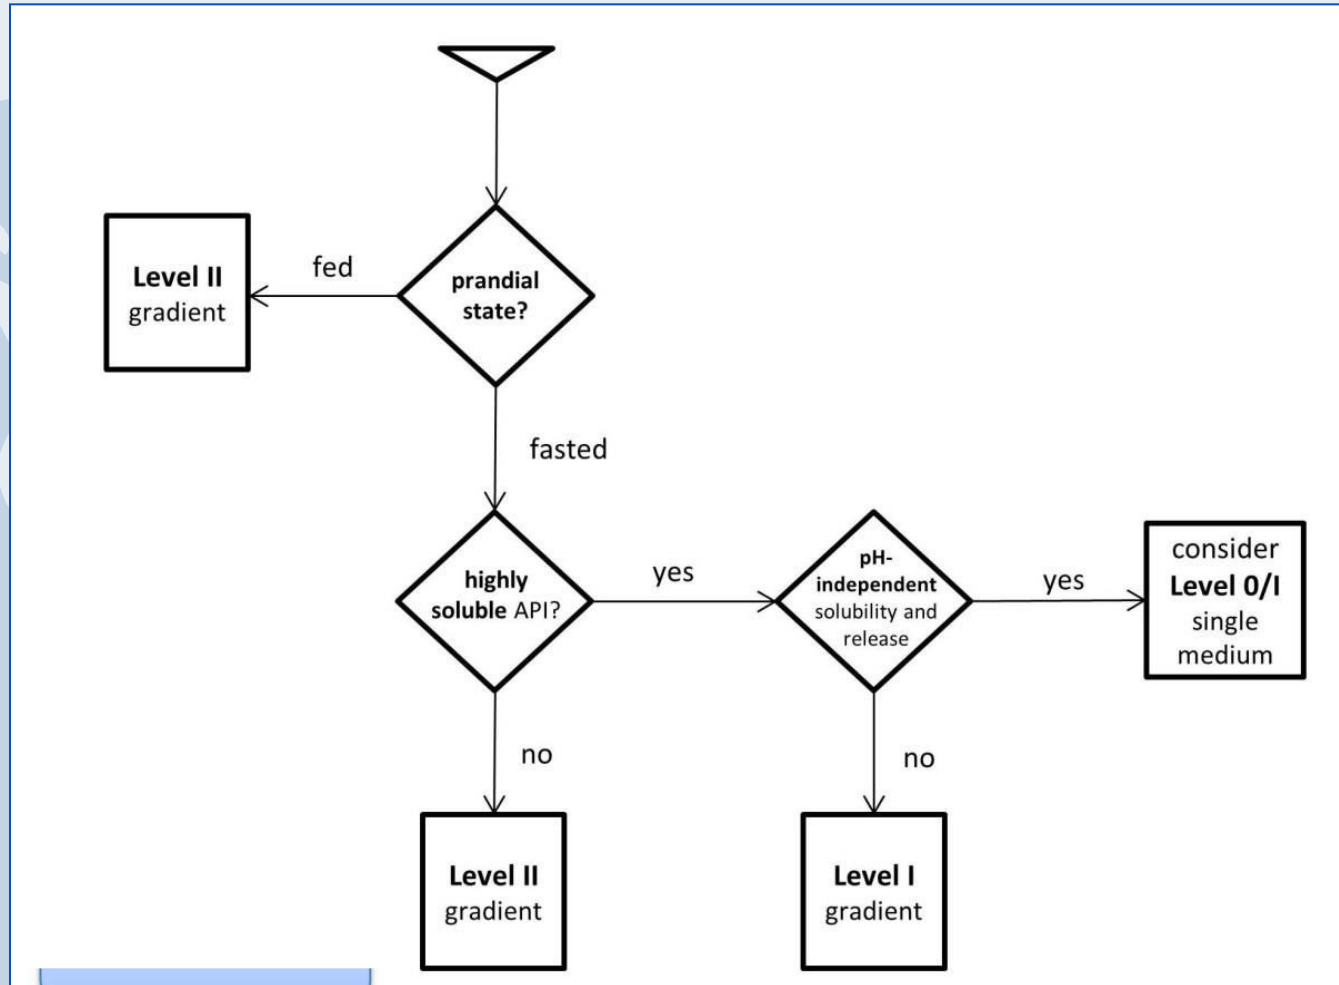 fed
Level II
gradient
prandial
state?
fasted
highly
soluble API?
yes
pH-
independent
solubility and
release
yes
consider
Level 0/I
single
medium
no
no
Level II
gradient
Level I
gradient